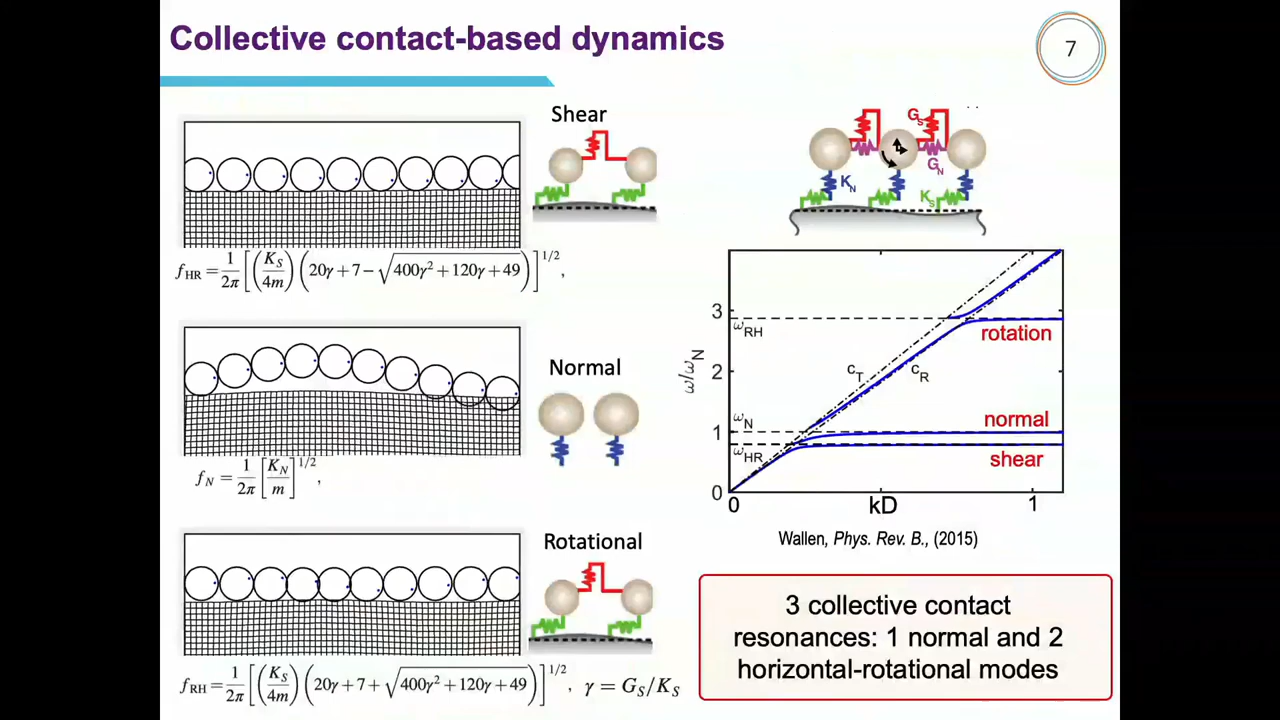 Collective contact-based dynamics
7
Shear
f_HR = 1/2π [(K_S/4m)(20γ+7−√(400γ²+120γ+49))]^1/2,
Normal
f_N = 1/2π [K_N/m]^1/2,
Rotational
f_RH = 1/2π [(K_S/4m)(20γ+7+√(400γ²+120γ+49))]^1/2, γ = G_S/K_S
G_S
G_N
K_N
K_S
ω/ω_N
3
2
1
0
ω_RH
ω_N
ω_HR
c_T
c_R
rotation
normal
shear
0
kD
1
Wallen, Phys. Rev. B., (2015)
3 collective contact
resonances: 1 normal and 2
horizontal-rotational modes